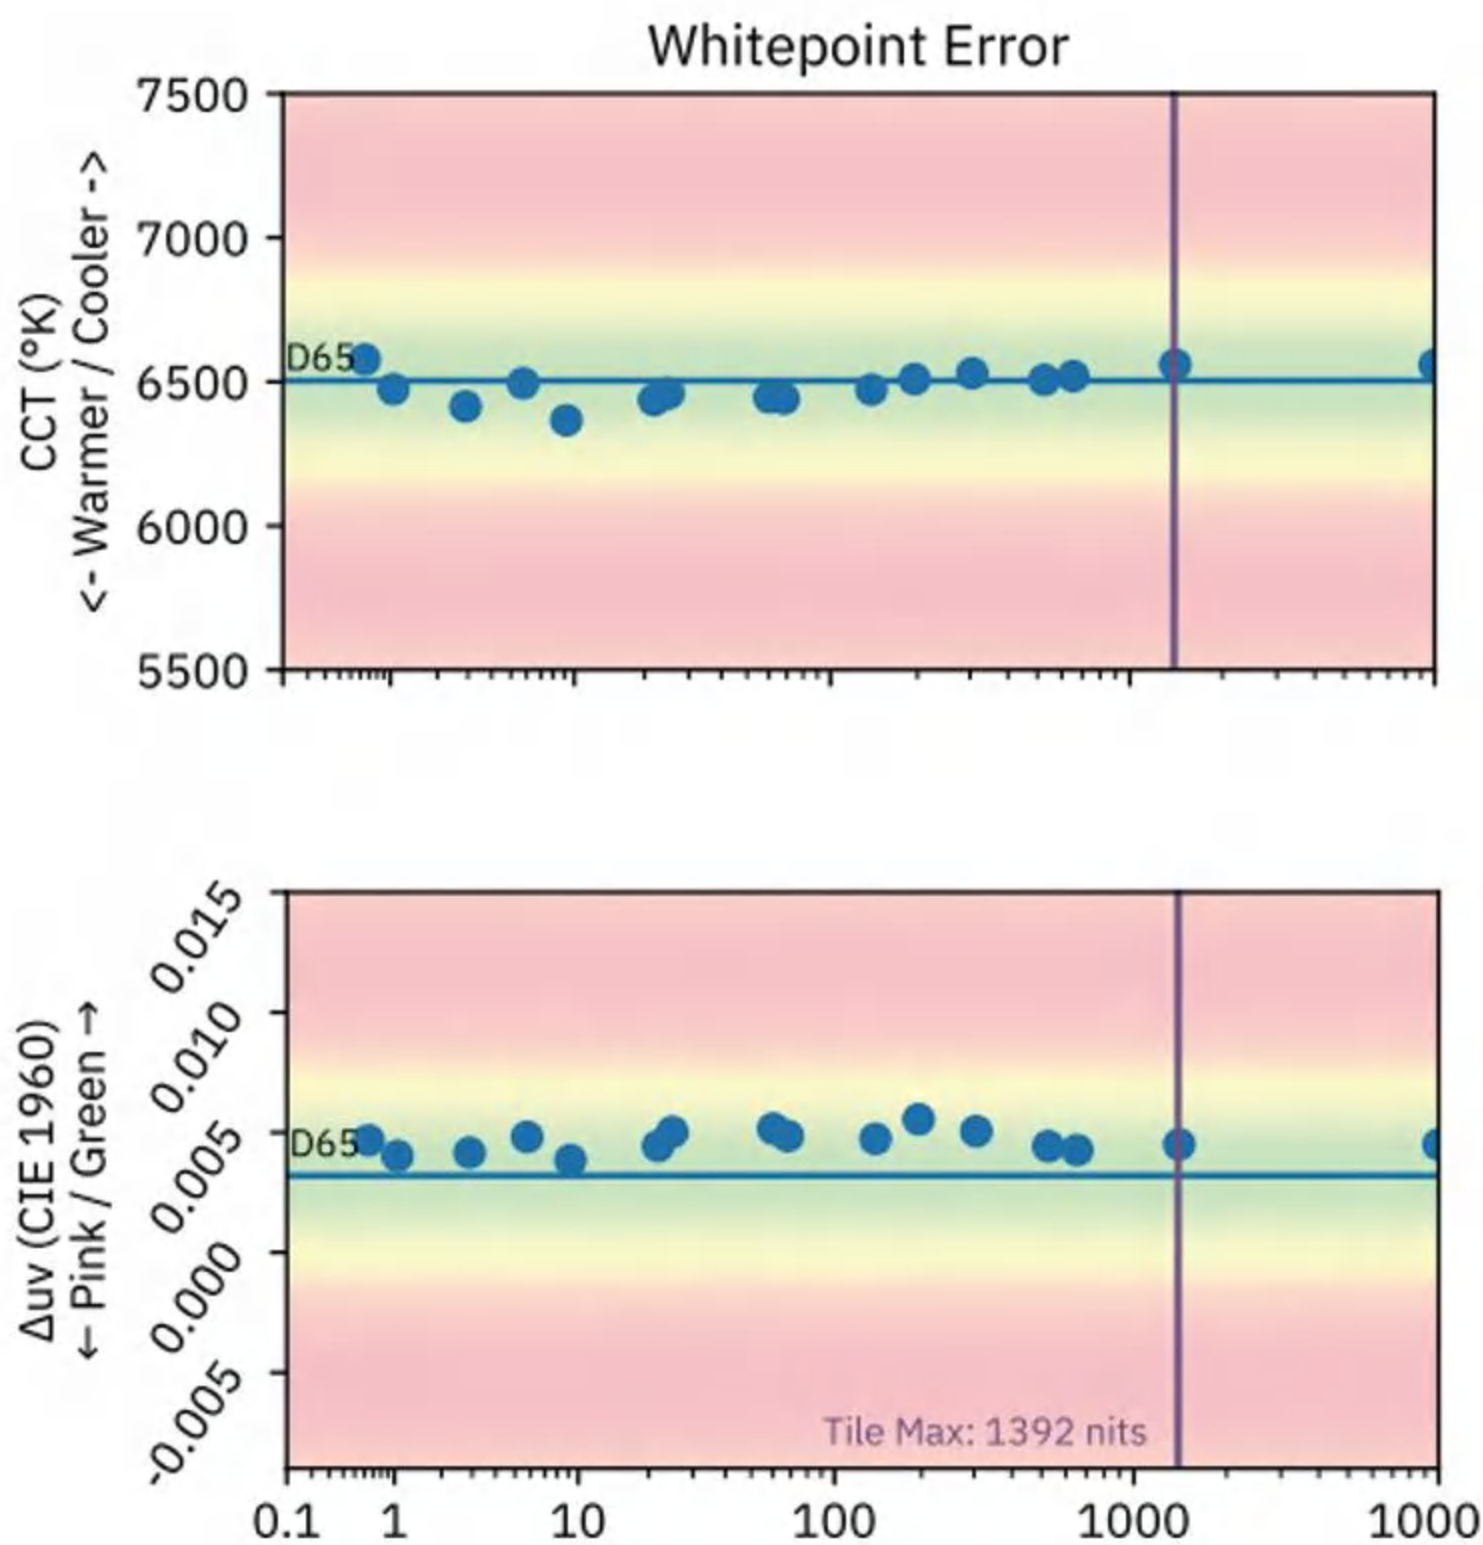 Whitepoint Error
7500
7000
6500
6000
5500
CCT (°K)
<- Warmer / Cooler ->
D65
0.015
0.010
0.005
0.000
-0.005
Δuv (CIE 1960)
← Pink / Green →
D65
Tile Max: 1392 nits
0.1 1 10 100 1000 1000